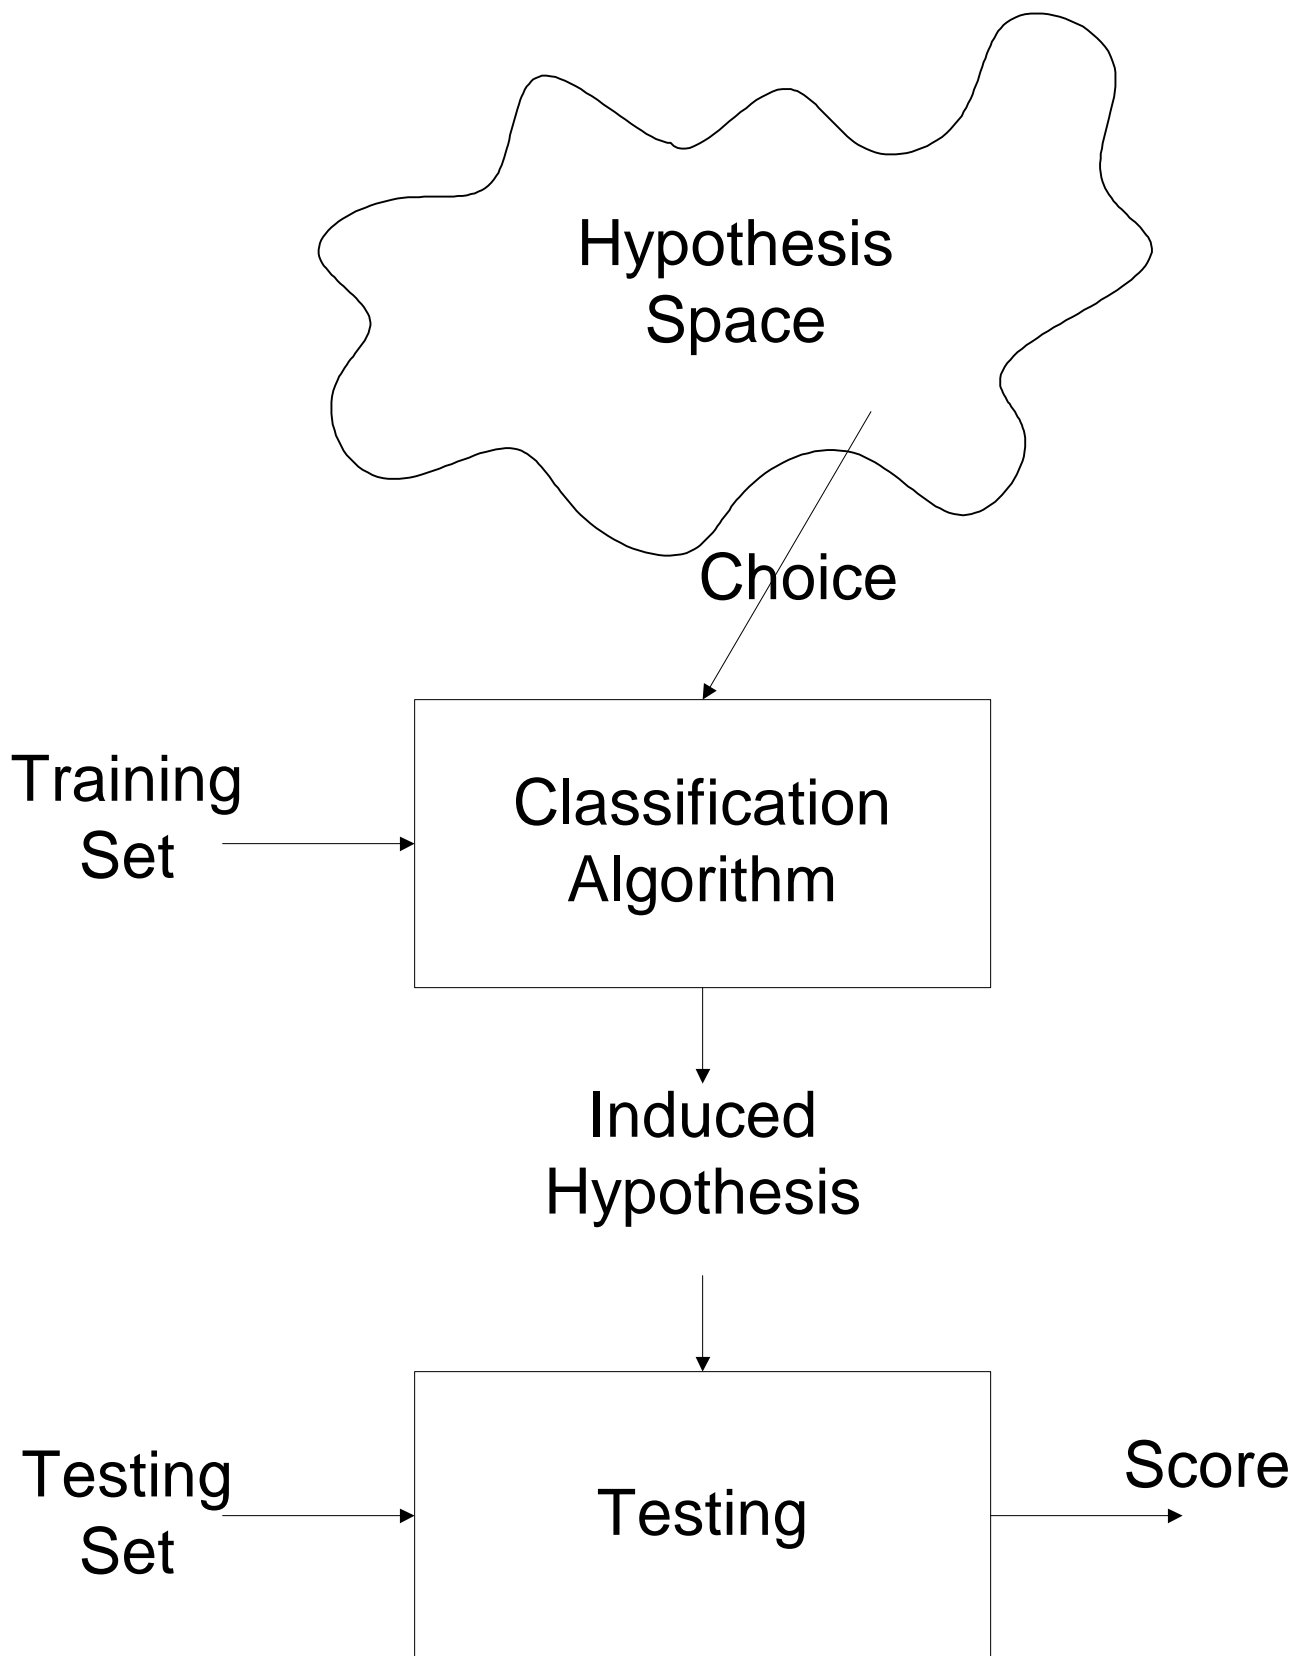 Hypothesis
Space
Choice
Training
Set
Classification
Algorithm
Induced
Hypothesis
Testing
Set
Testing
Score